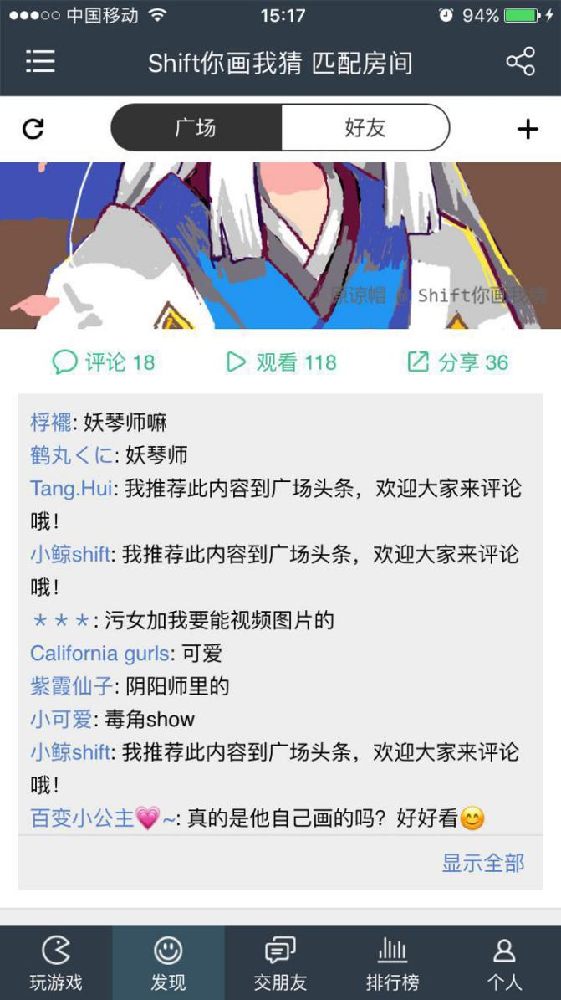 中国移动 15:17 94%
Shift你画我猜 匹配房间
广场 好友
原谅帽 @ Shift你画我猜
评论 18 观看 118 分享 36
桴襬: 妖琴师嘛
鹤丸くに: 妖琴师
Tang.Hui: 我推荐此内容到广场头条，欢迎大家来评论
哦！
小鲸shift: 我推荐此内容到广场头条，欢迎大家来评论
哦！
＊＊＊: 污女加我要能视频图片的
California gurls: 可爱
紫霞仙子: 阴阳师里的
小可爱: 毒角show
小鲸shift: 我推荐此内容到广场头条，欢迎大家来评论
哦！
百变小公主💗~: 真的是他自己画的吗？好好看😊
显示全部
玩游戏 发现 交朋友 排行榜 个人